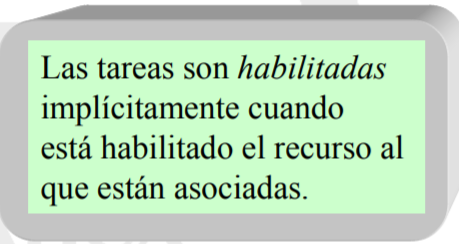 Las tareas son habilitadas
implícitamente cuando
está habilitado el recurso al
que están asociadas.